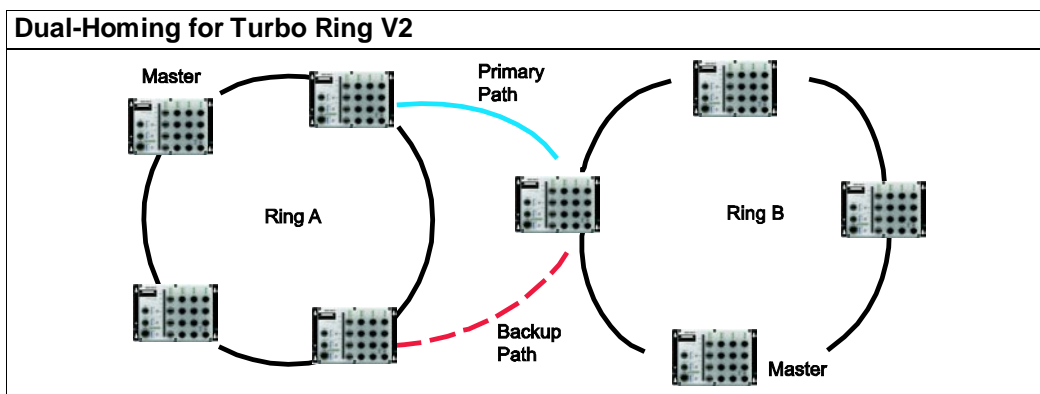 Dual-Homing for Turbo Ring V2
Master
Primary
Path
Ring A
Ring B
Backup
Path
Master